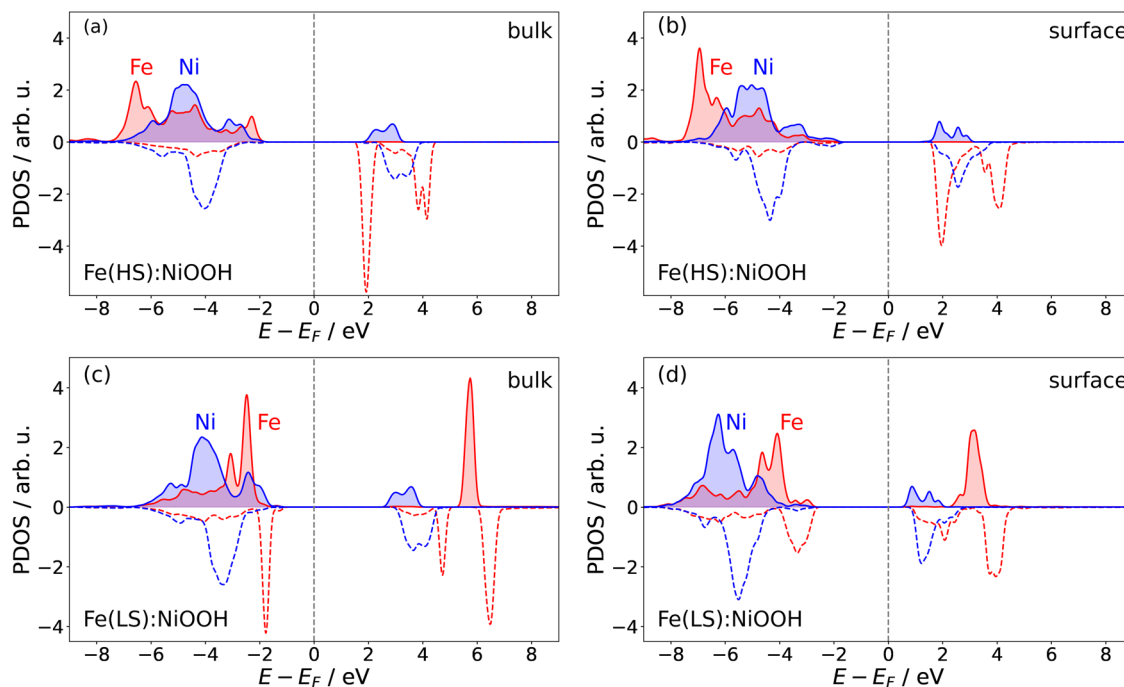 (a)
bulk
Fe
Ni
PDOS / arb. u.
4
2
0
−2
−4
Fe(HS):NiOOH
−8 −6 −4 −2 0 2 4 6 8
E − E_F / eV
(b)
surface
Fe
Ni
PDOS / arb. u.
4
2
0
−2
−4
Fe(HS):NiOOH
−8 −6 −4 −2 0 2 4 6 8
E − E_F / eV
(c)
bulk
Ni
Fe
PDOS / arb. u.
4
2
0
−2
−4
Fe(LS):NiOOH
−8 −6 −4 −2 0 2 4 6 8
E − E_F / eV
(d)
surface
Ni
Fe
PDOS / arb. u.
4
2
0
−2
−4
Fe(LS):NiOOH
−8 −6 −4 −2 0 2 4 6 8
E − E_F / eV